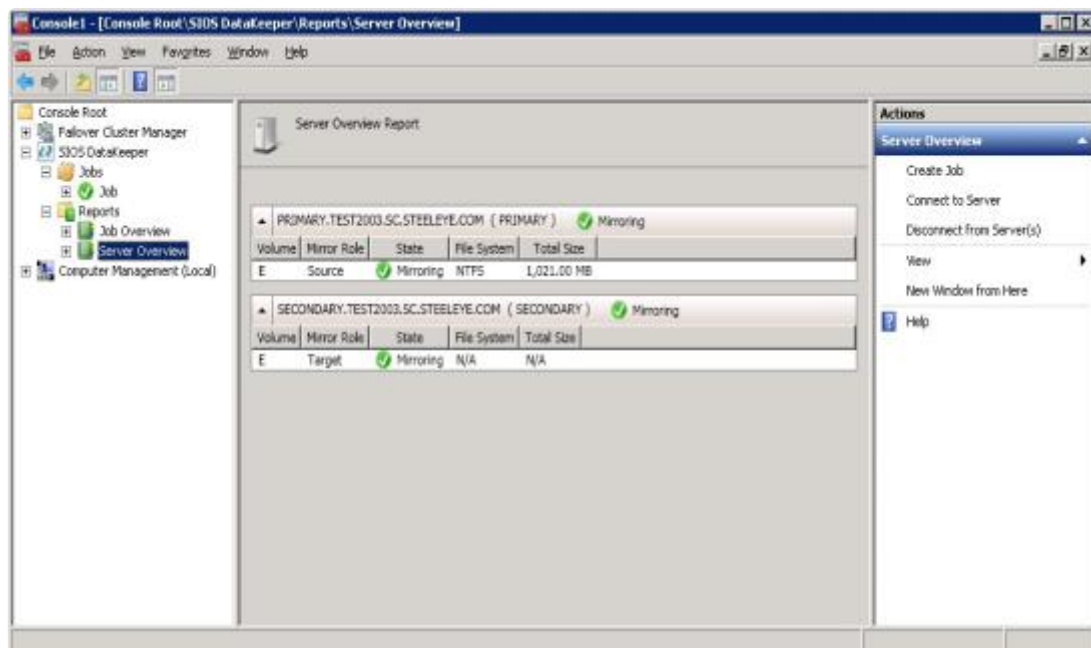 Console1 - [Console Root\SIOS DataKeeper\Reports\Server Overview]
File Action View Favorites Window Help
Console Root
Failover Cluster Manager
SIOS DataKeeper
Jobs
Job
Reports
Job Overview
Server Overview
Computer Management (Local)
Server Overview Report
PRIMARY.TEST2003.SC.STEELEYE.COM ( PRIMARY ) Mirroring
Volume Mirror Role State File System Total Size
E Source Mirroring NTFS 1,021.00 MB
SECONDARY.TEST2003.SC.STEELEYE.COM ( SECONDARY ) Mirroring
Volume Mirror Role State File System Total Size
E Target Mirroring N/A N/A
Actions
Server Overview
Create Job
Connect to Server
Disconnect from Server(s)
View
New Window from Here
Help